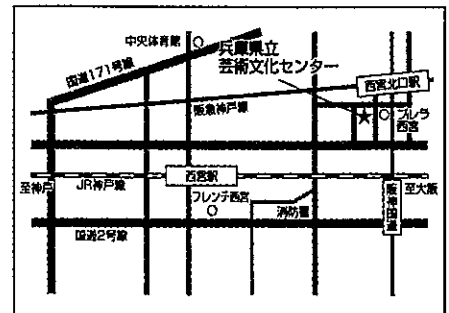 中央体育館
兵庫県立
芸術文化センター
国道171号線
西宮北口駅
阪急神戸線
プレラ
西宮
西宮駅
至神戸
JR神戸線
至大阪
フレンテ西宮
消防署
阪神国道
国道2号線